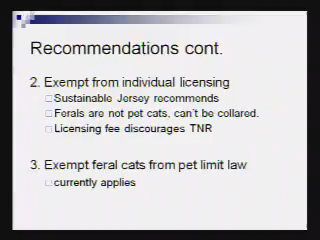 Recommendations cont.
2. Exempt from individual licensing
Sustainable Jersey recommends
Ferals are not pet cats, can't be collared.
Licensing fee discourages TNR
3. Exempt feral cats from pet limit law
currently applies